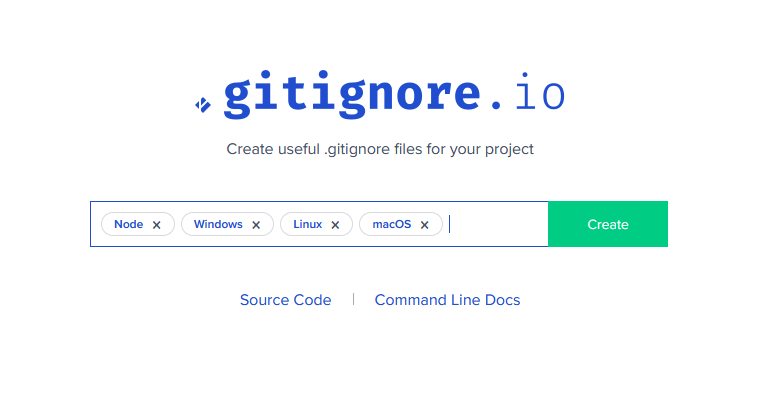 gitignore.io
Create useful .gitignore files for your project
Node × Windows × Linux × macOS × Create
Source Code | Command Line Docs